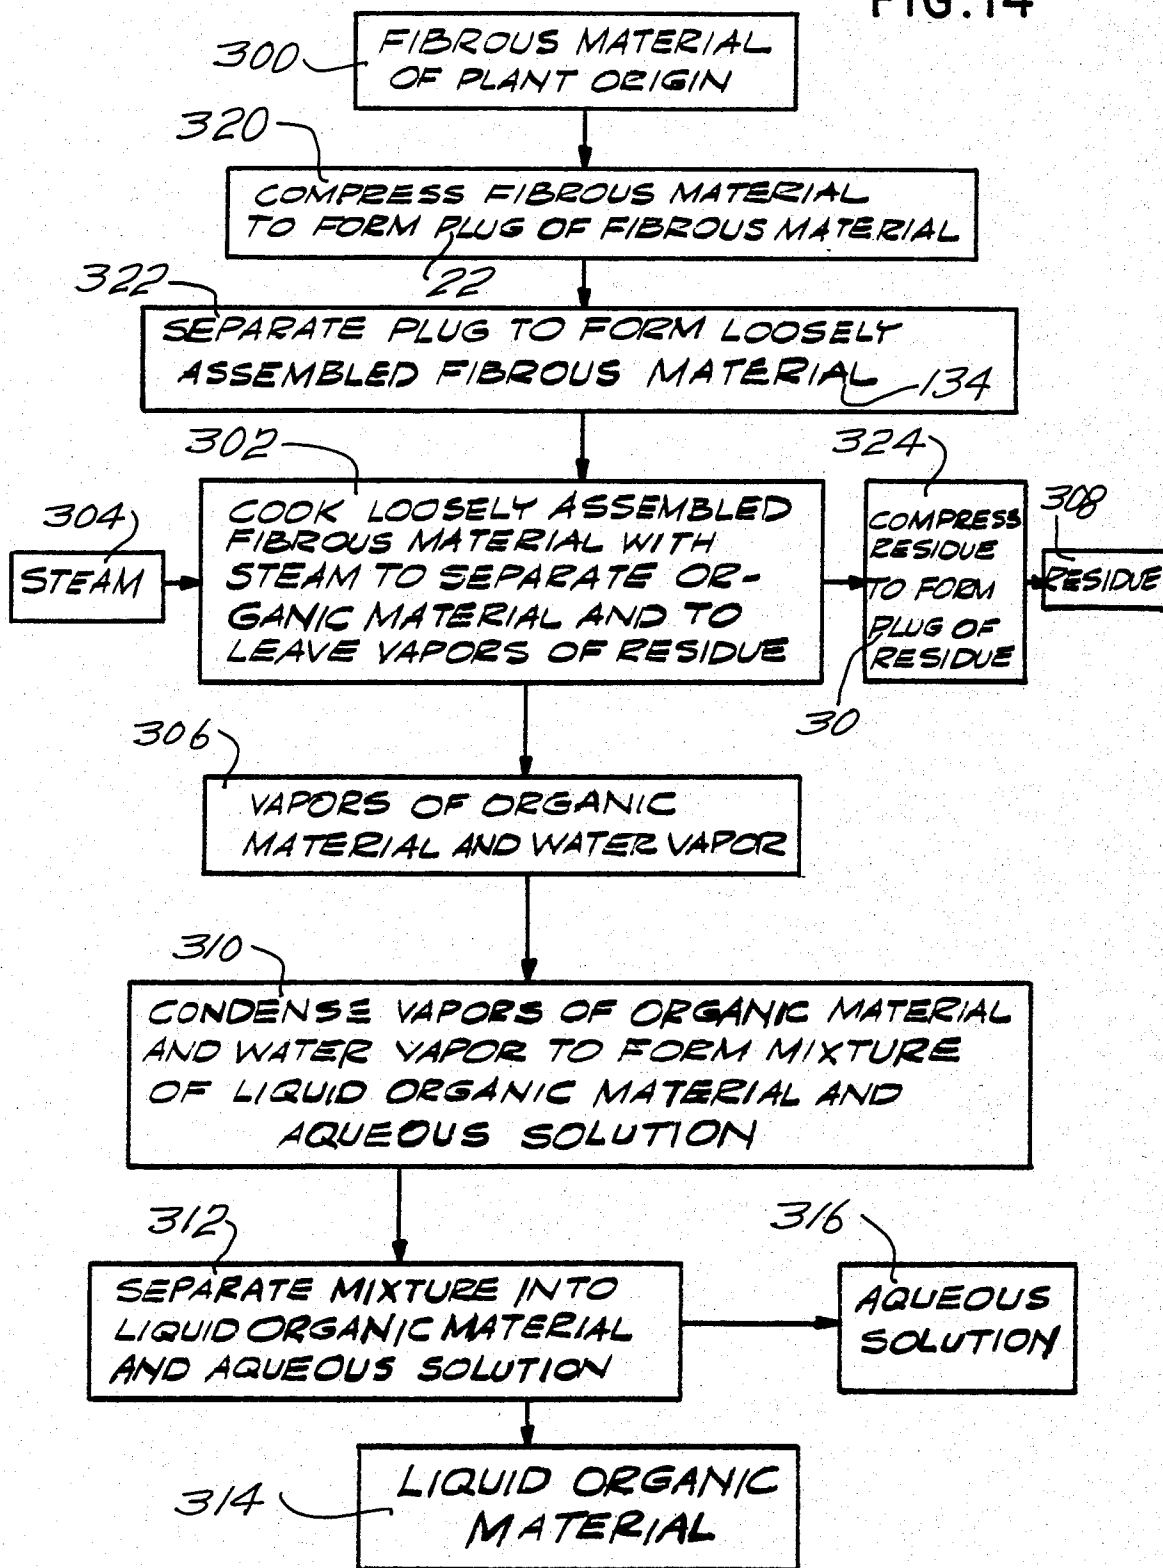 FIG. 14
300
FIBROUS MATERIAL
OF PLANT ORIGIN
320
COMPRESS FIBROUS MATERIAL
TO FORM PLUG OF FIBROUS MATERIAL
22
322
SEPARATE PLUG TO FORM LOOSELY
ASSEMBLED FIBROUS MATERIAL
134
302
COOK LOOSELY ASSEMBLED
FIBROUS MATERIAL WITH
STEAM TO SEPARATE OR-
GANIC MATERIAL AND TO
LEAVE VAPORS OF RESIDUE
304
STEAM
324
COMPRESS
RESIDUE
TO FORM
PLUG OF
RESIDUE
30
308
RESIDUE
306
VAPORS OF ORGANIC
MATERIAL AND WATER VAPOR
310
CONDENSE VAPORS OF ORGANIC MATERIAL
AND WATER VAPOR TO FORM MIXTURE
OF LIQUID ORGANIC MATERIAL AND
AQUEOUS SOLUTION
312
SEPARATE MIXTURE INTO
LIQUID ORGANIC MATERIAL
AND AQUEOUS SOLUTION
316
AQUEOUS
SOLUTION
314
LIQUID ORGANIC
MATERIAL